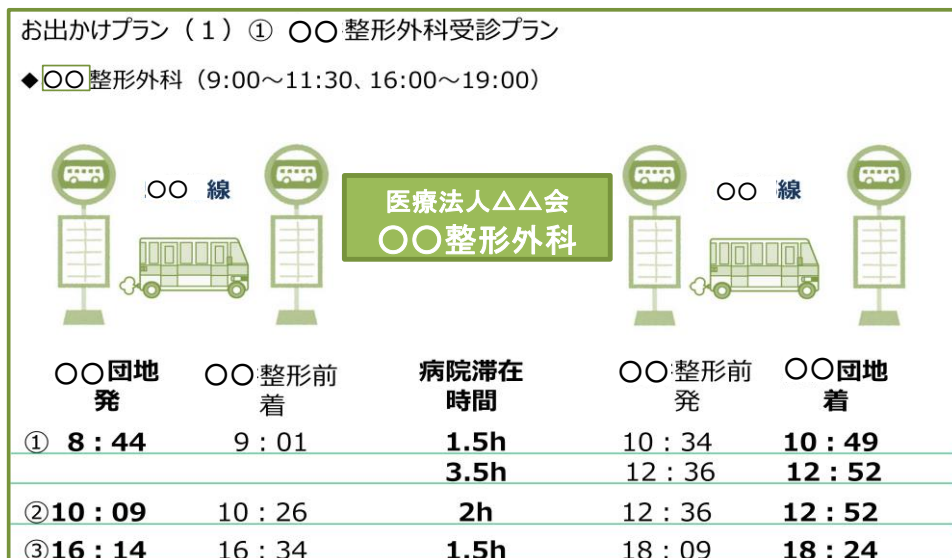 お出かけプラン（１）① 〇〇整形外科受診プラン
◆〇〇整形外科（9:00～11:30、16:00～19:00）
〇〇 線
医療法人△△会
〇〇整形外科
〇〇 線
〇〇団地発 〇〇整形前着 病院滞在時間 〇〇整形前発 〇〇団地着
① 8：44 9：01 1.5h 10：34 10：49
3.5h 12：36 12：52
②10：09 10：26 2h 12：36 12：52
③16：14 16：34 1.5h 18：09 18：24